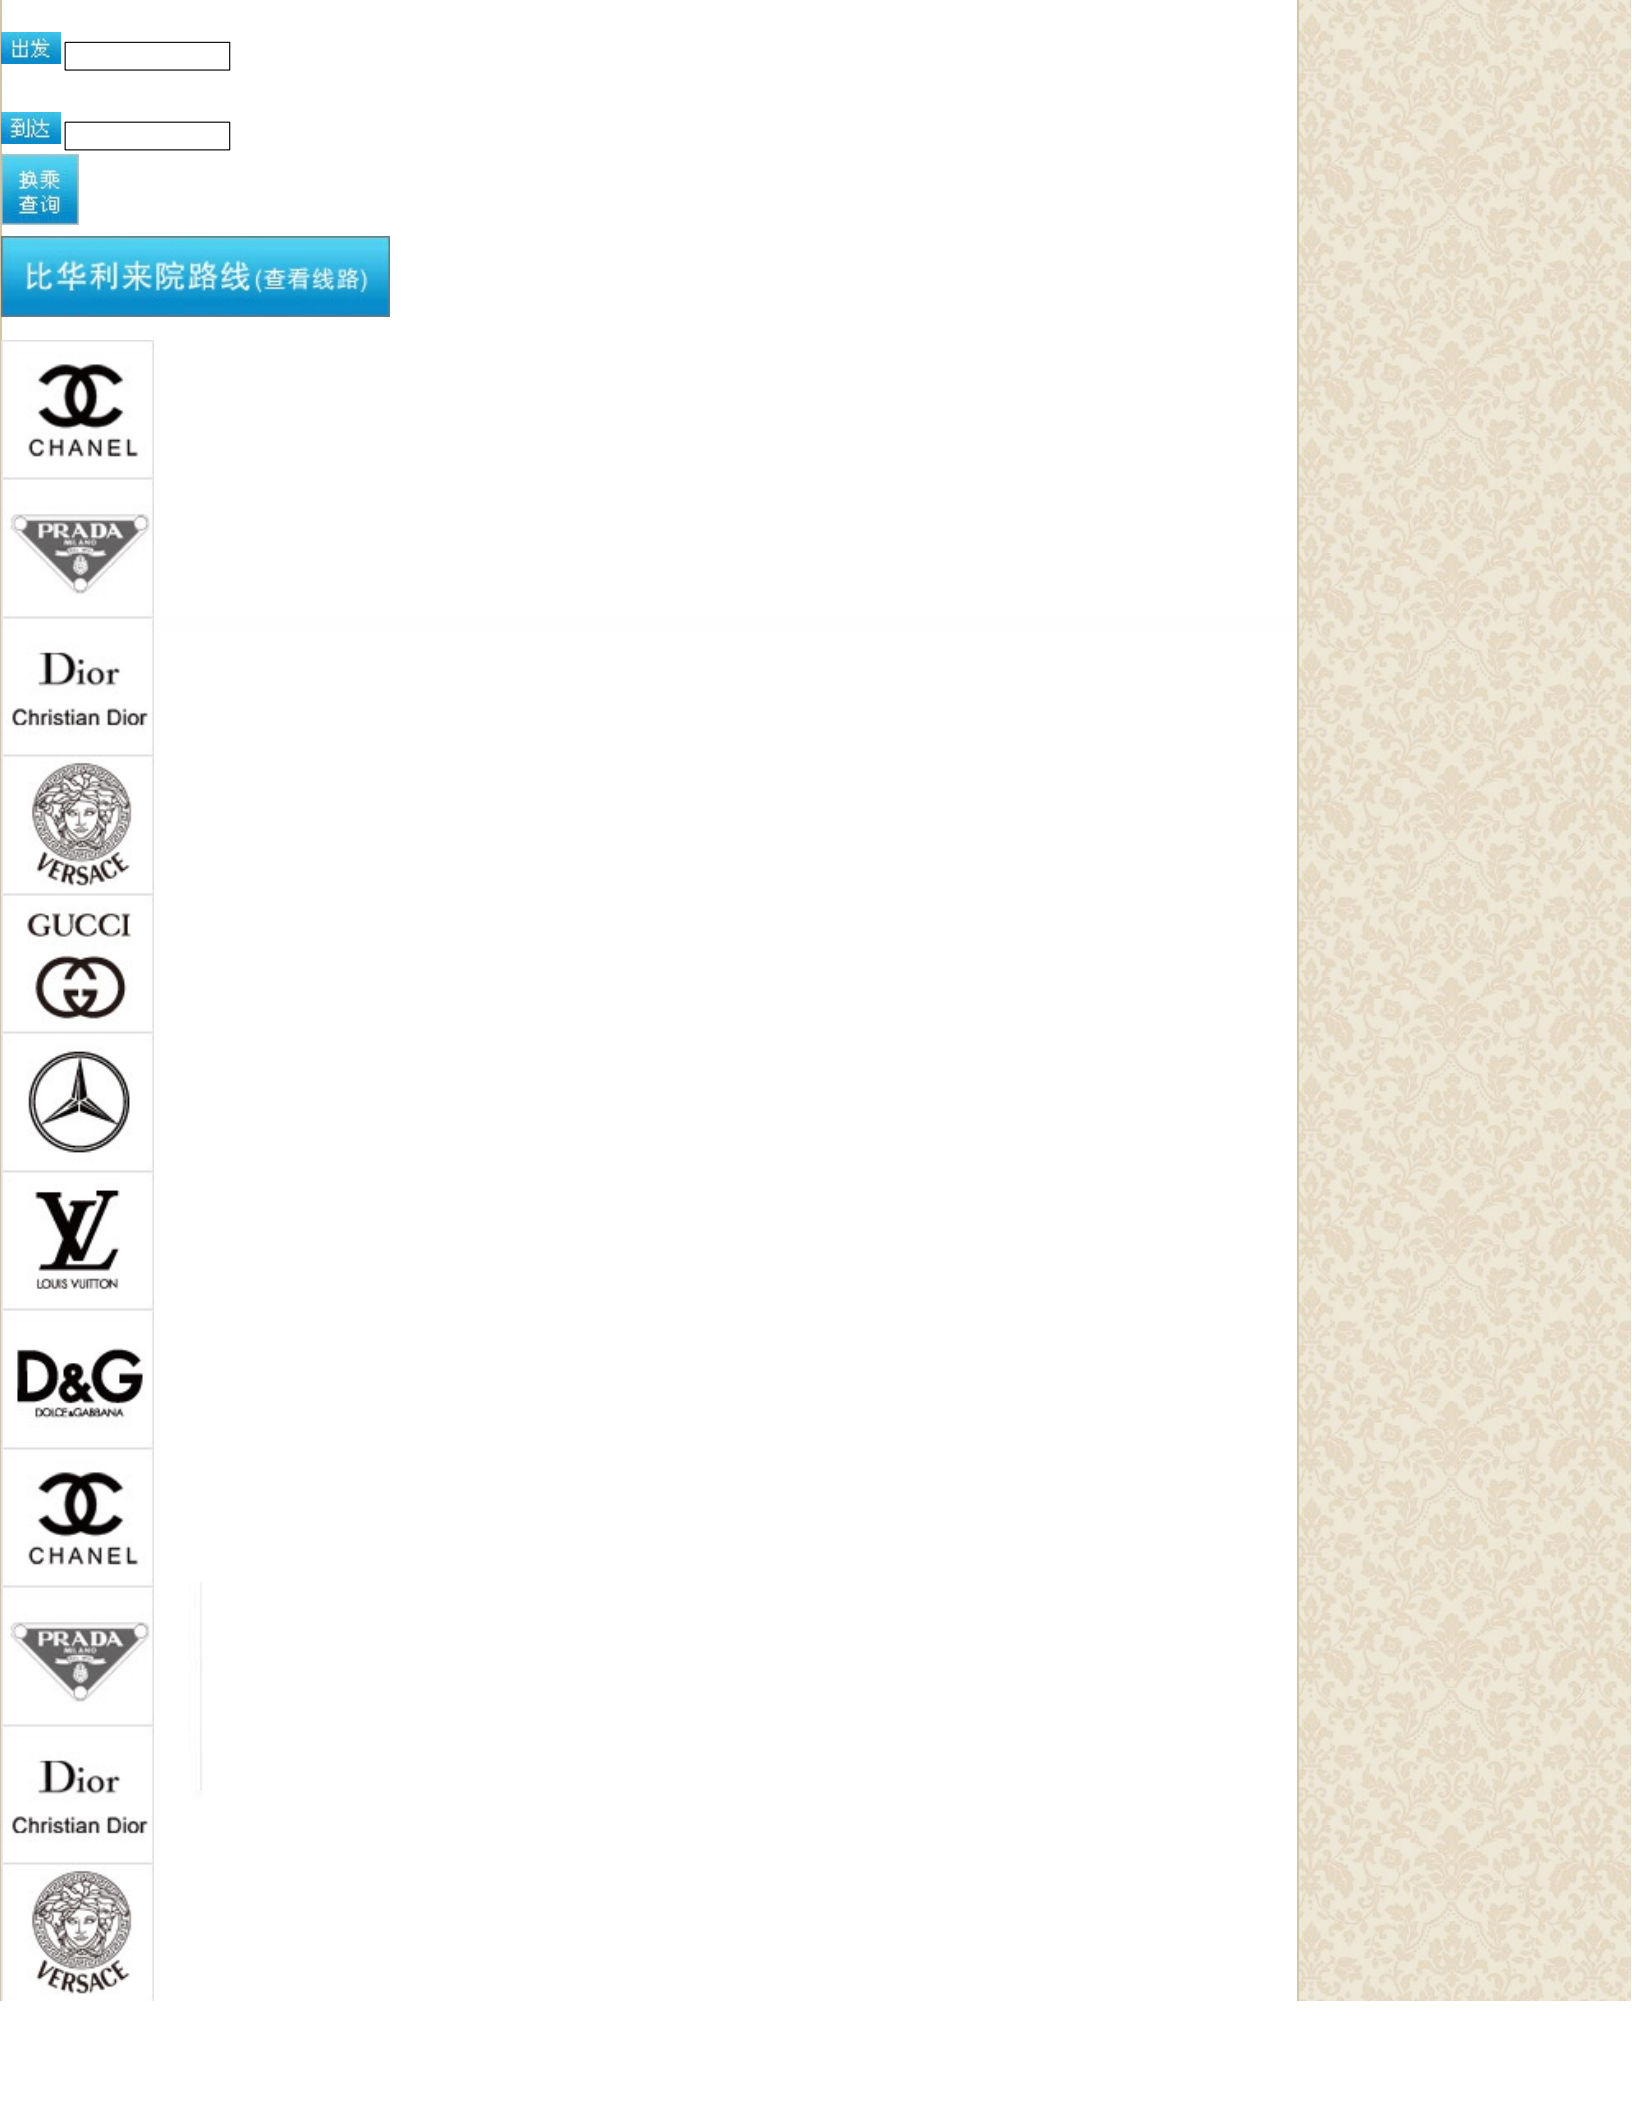 出发
到达
换乘
查询
比华利来院路线(查看线路)
CHANEL
PRADA
MILANO
Dior
Christian Dior
VERSACE
GUCCI
LOUIS VUITTON
D&G
DOLCE&GABBANA
CHANEL
PRADA
MILANO
Dior
Christian Dior
VERSACE